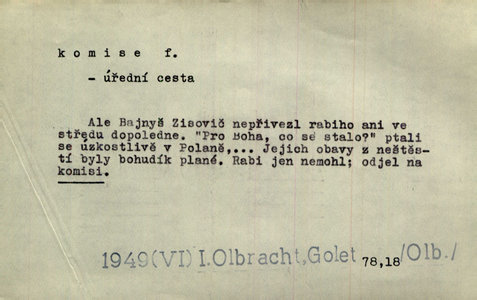 komise f.
- úřední cesta
Ale Bajnyš Zisovič nepřivezl rabiho ani ve
středu dopoledne. "Pro Boha, co se stalo?" ptali
se úzkostlivě v Polaně,... Jejich obavy z neštěs-
tí byly bohudík plané. Rabi jen nemohl; odjel na
komisi.
1949(VI) I.Olbracht,Golet 78,18 /Olb./